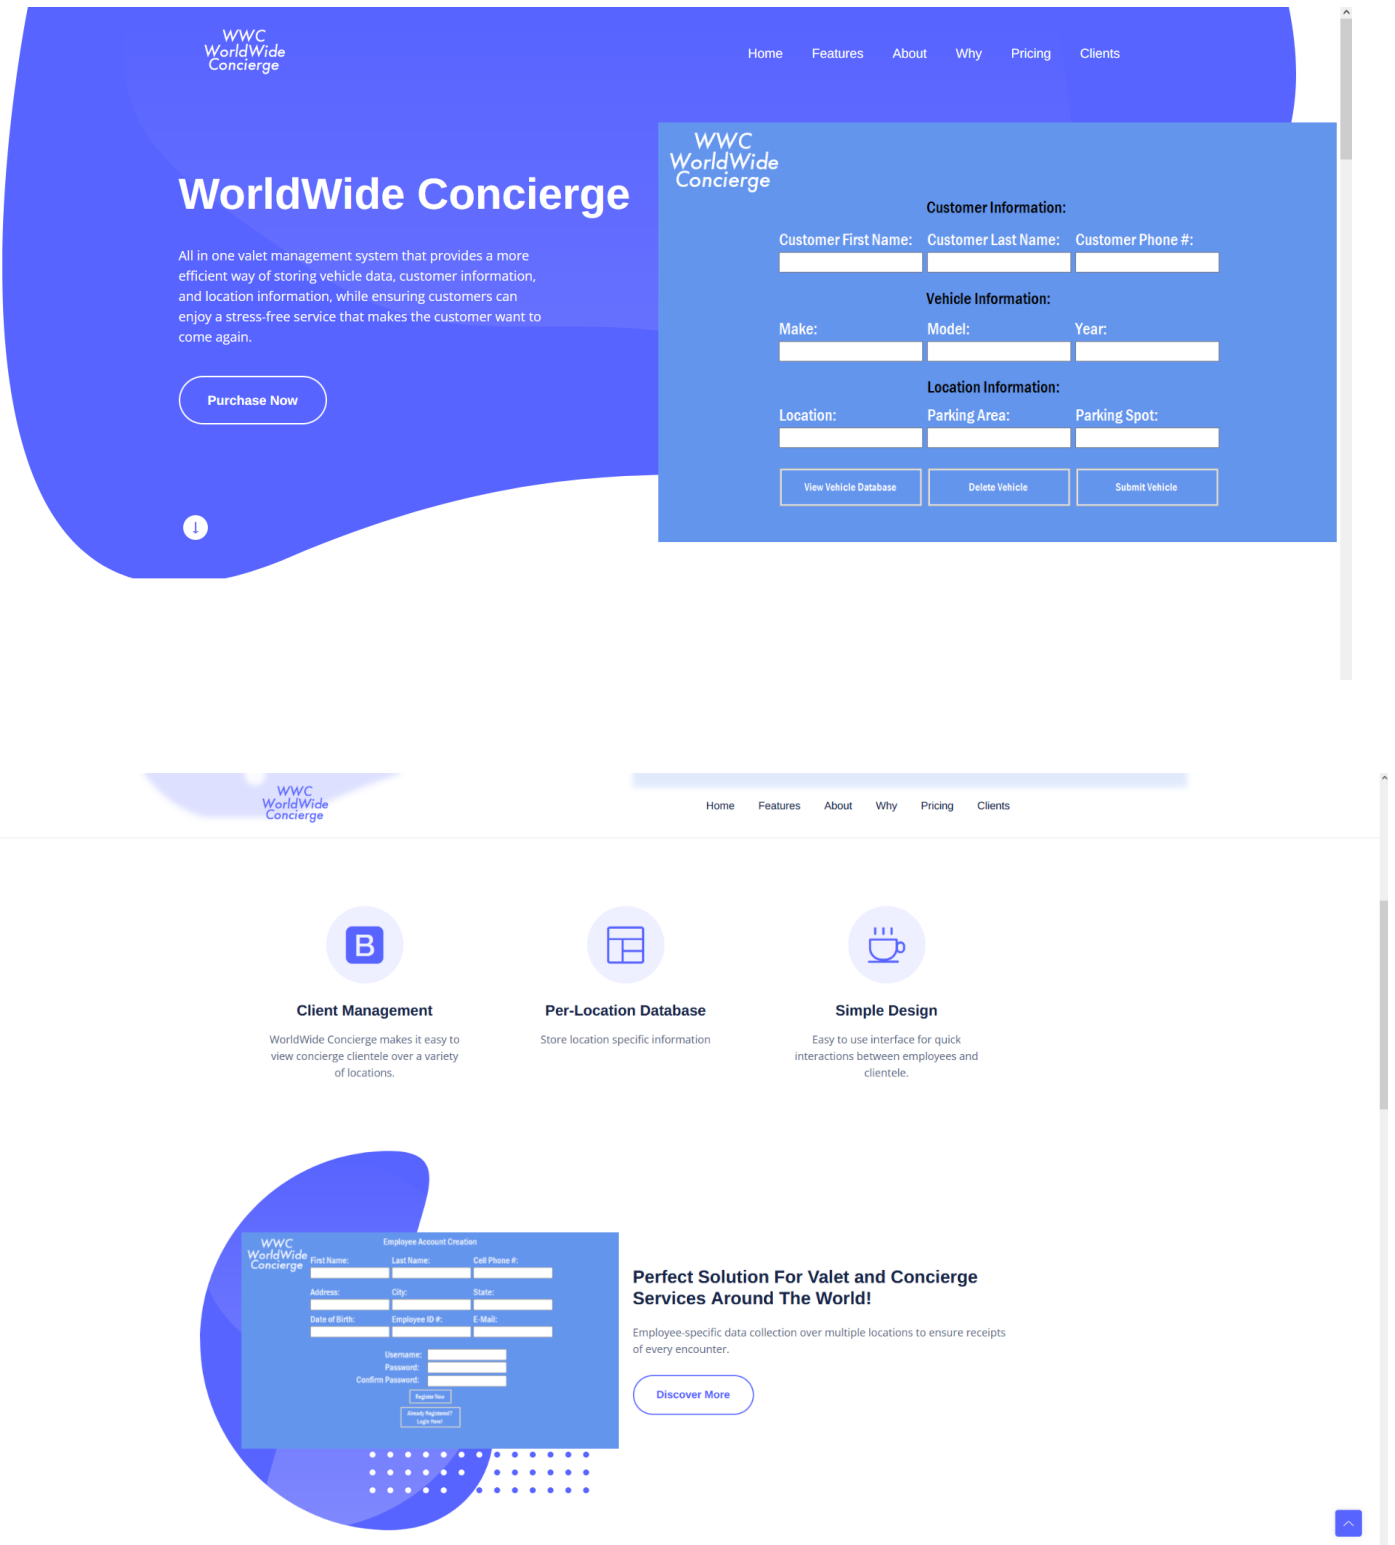 WWC
WorldWide
Concierge
Home Features About Why Pricing Clients
WorldWide Concierge
All in one valet management system that provides a more
efficient way of storing vehicle data, customer information,
and location information, while ensuring customers can
enjoy a stress-free service that makes the customer want to
come again.
Purchase Now
WWC
WorldWide
Concierge
Customer Information:
Customer First Name: Customer Last Name: Customer Phone #:
Vehicle Information:
Make: Model: Year:
Location Information:
Location: Parking Area: Parking Spot:
View Vehicle Database Delete Vehicle Submit Vehicle
WWC
WorldWide
Concierge
Home Features About Why Pricing Clients
B
Client Management
WorldWide Concierge makes it easy to
view concierge clientele over a variety
of locations.
Per-Location Database
Store location specific information
Simple Design
Easy to use interface for quick
interactions between employees and
clientele.
WWC
WorldWide
Concierge
Employee Account Creation
First Name: Last Name: Cell Phone #:
Address: City: State:
Date of Birth: Employee ID #: E-Mail:
Username:
Password:
Confirm Password:
Register Now
Already Registered?
Login Here!
Perfect Solution For Valet and Concierge
Services Around The World!
Employee-specific data collection over multiple locations to ensure receipts
of every encounter.
Discover More